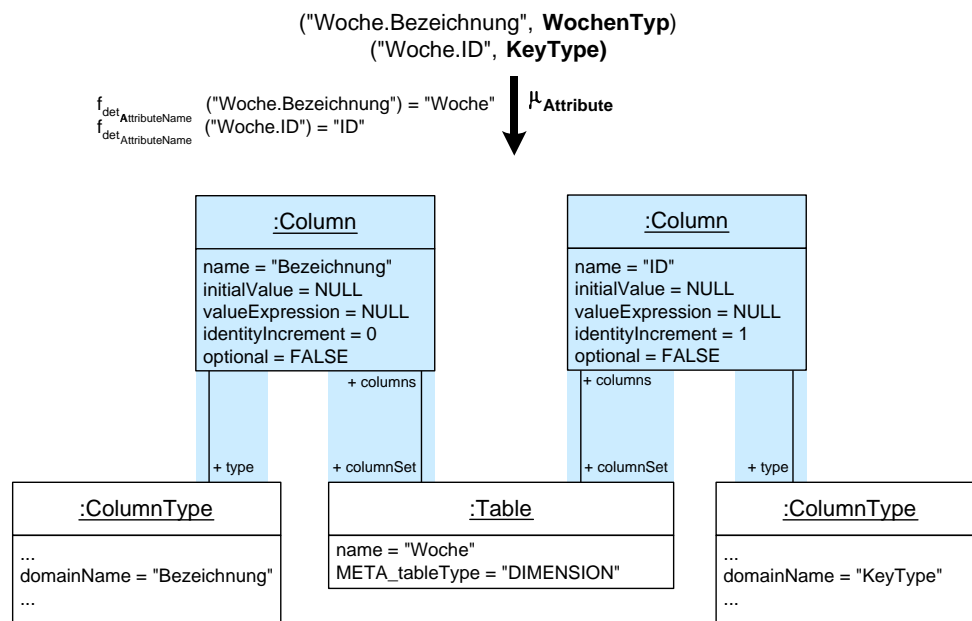 ("Woche.Bezeichnung", WochenTyp)
("Woche.ID", KeyType)
f_det_AttributeName ("Woche.Bezeichnung") = "Woche"
f_det_AttributeName ("Woche.ID") = "ID"
μ_Attribute
:Column
name = "Bezeichnung"
initialValue = NULL
valueExpression = NULL
identityIncrement = 0
optional = FALSE
:Column
name = "ID"
initialValue = NULL
valueExpression = NULL
identityIncrement = 1
optional = FALSE
+ columns
+ columns
+ type
+ columnSet
+ columnSet
+ type
:ColumnType
...
domainName = "Bezeichnung"
...
:Table
name = "Woche"
META_tableType = "DIMENSION"
:ColumnType
...
domainName = "KeyType"
...